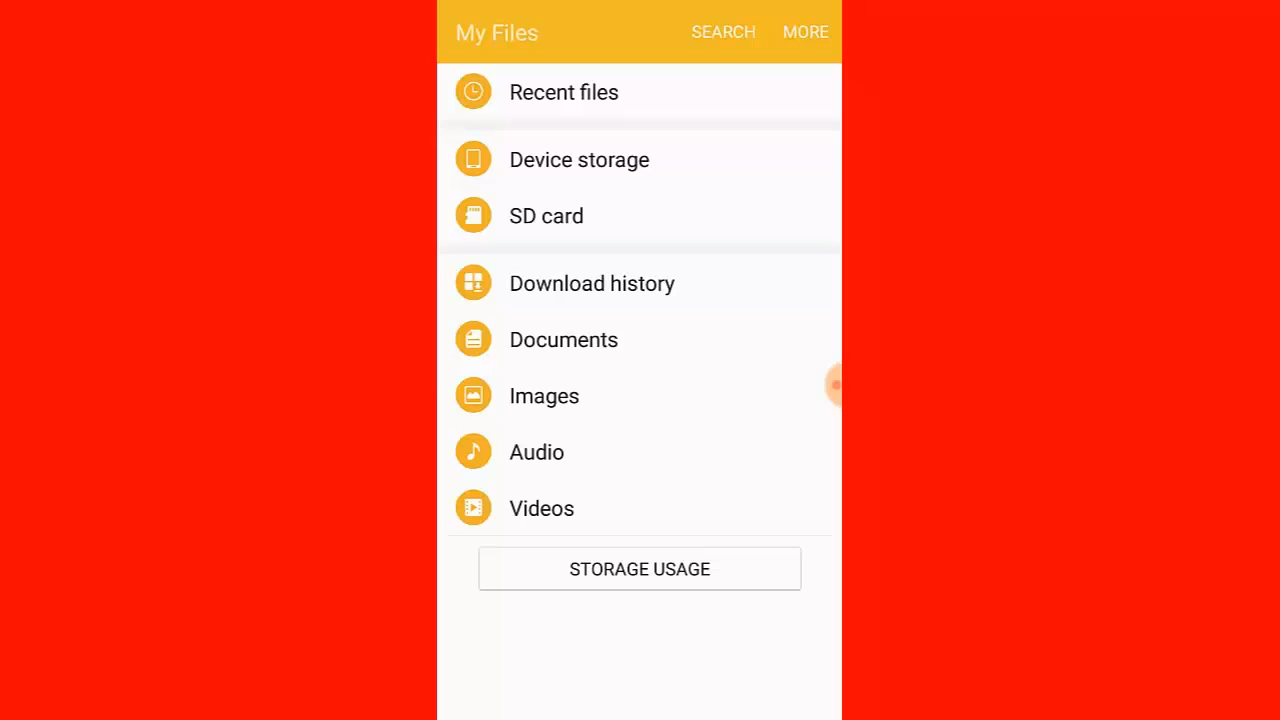 My Files SEARCH MORE
Recent files
Device storage
SD card
Download history
Documents
Images
Audio
Videos
STORAGE USAGE